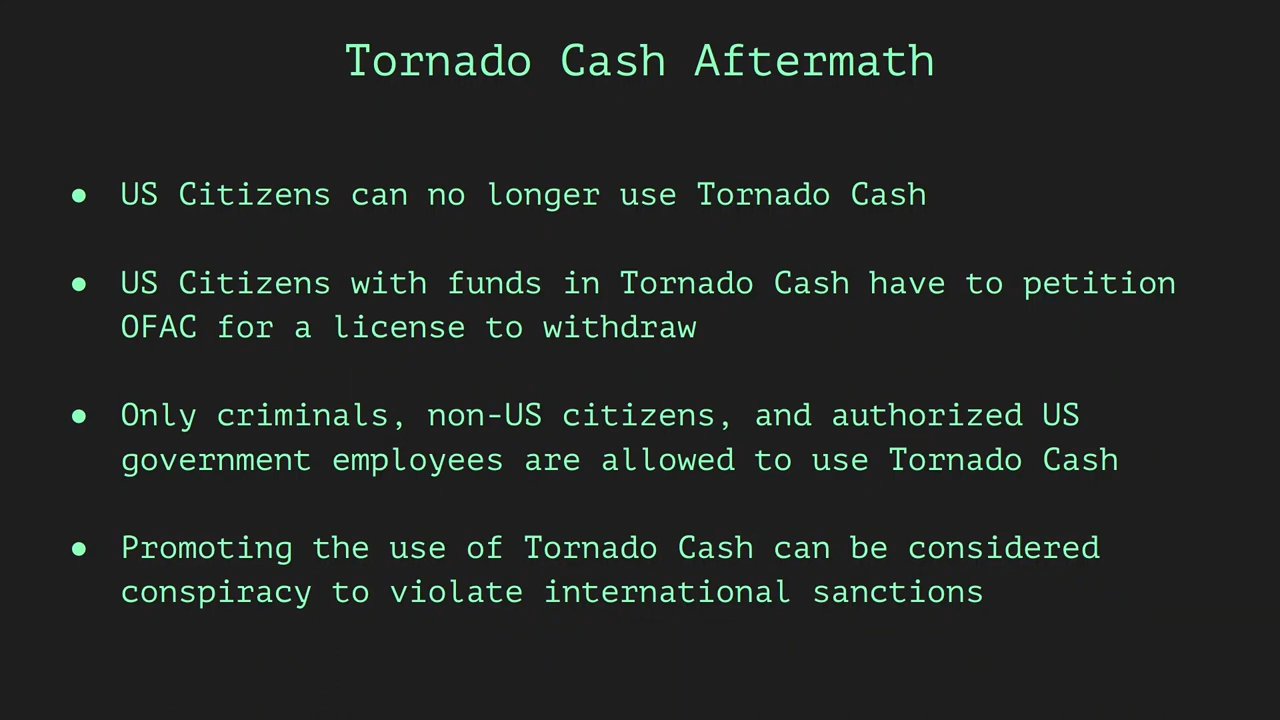 Tornado Cash Aftermath
● US Citizens can no longer use Tornado Cash
● US Citizens with funds in Tornado Cash have to petition
OFAC for a license to withdraw
● Only criminals, non-US citizens, and authorized US
government employees are allowed to use Tornado Cash
● Promoting the use of Tornado Cash can be considered
conspiracy to violate international sanctions